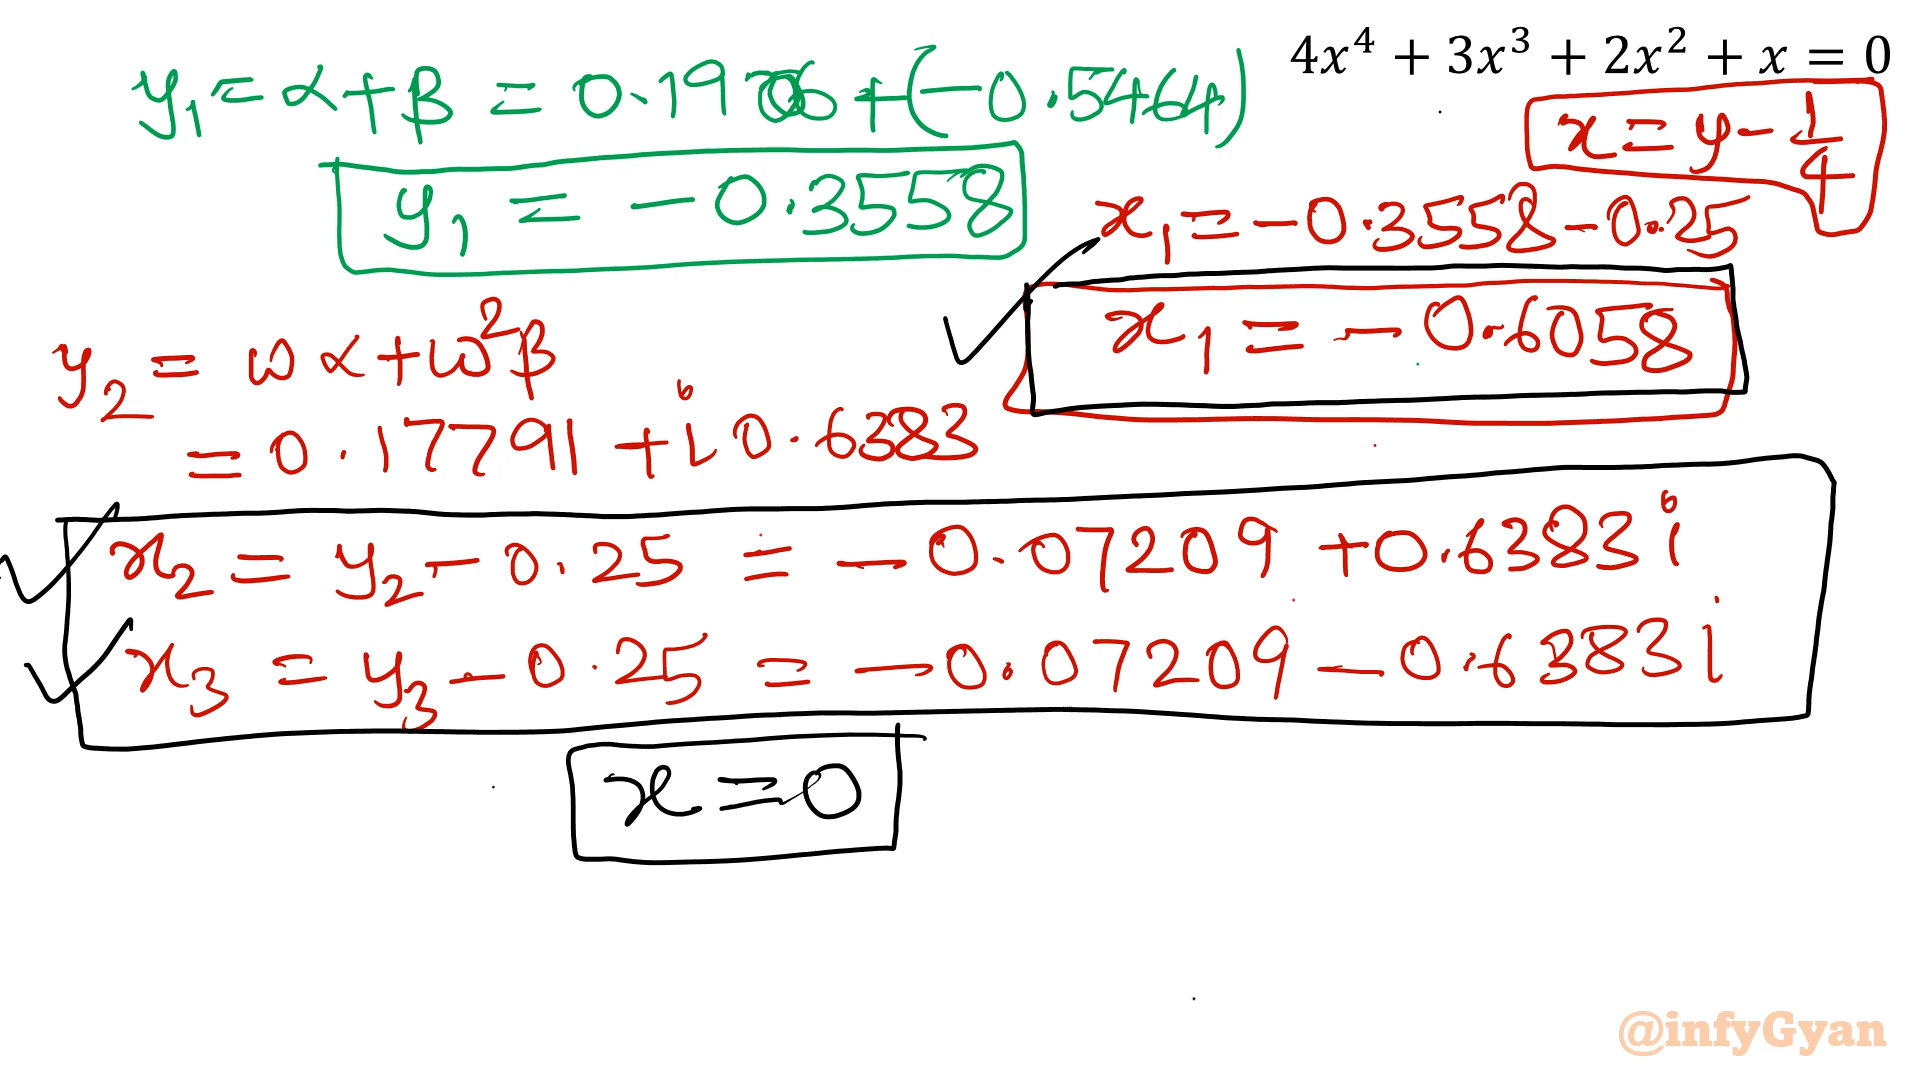 4x⁴ + 3x³ + 2x² + x = 0
y₁ = α + β = 0.1906 + (-0.5464)
x = y - 1/4
y₁ = -0.3558
x₁ = -0.3558 - 0.25
x₁ = -0.6058
y₂ = ω α + ω²β
= 0.17791 + i 0.6383
x₂ = y₂ - 0.25 = -0.07209 + 0.6383 i
x₃ = y₃ - 0.25 = -0.07209 - 0.6383 i
x = 0
@infyGyan